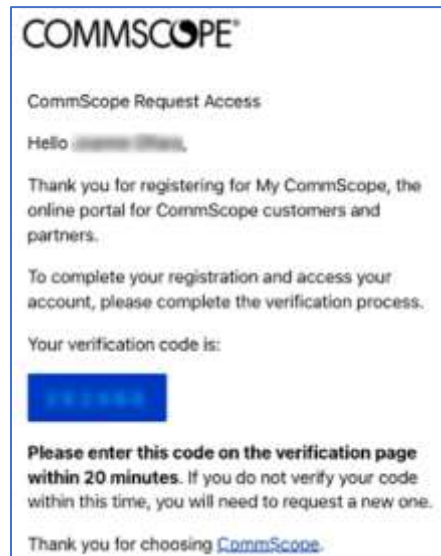 COMMSCOPE®
CommScope Request Access
Hello
Thank you for registering for My CommScope, the
online portal for CommScope customers and
partners.
To complete your registration and access your
account, please complete the verification process.
Your verification code is:
Please enter this code on the verification page
within 20 minutes. If you do not verify your code
within this time, you will need to request a new one.
Thank you for choosing CommScope.